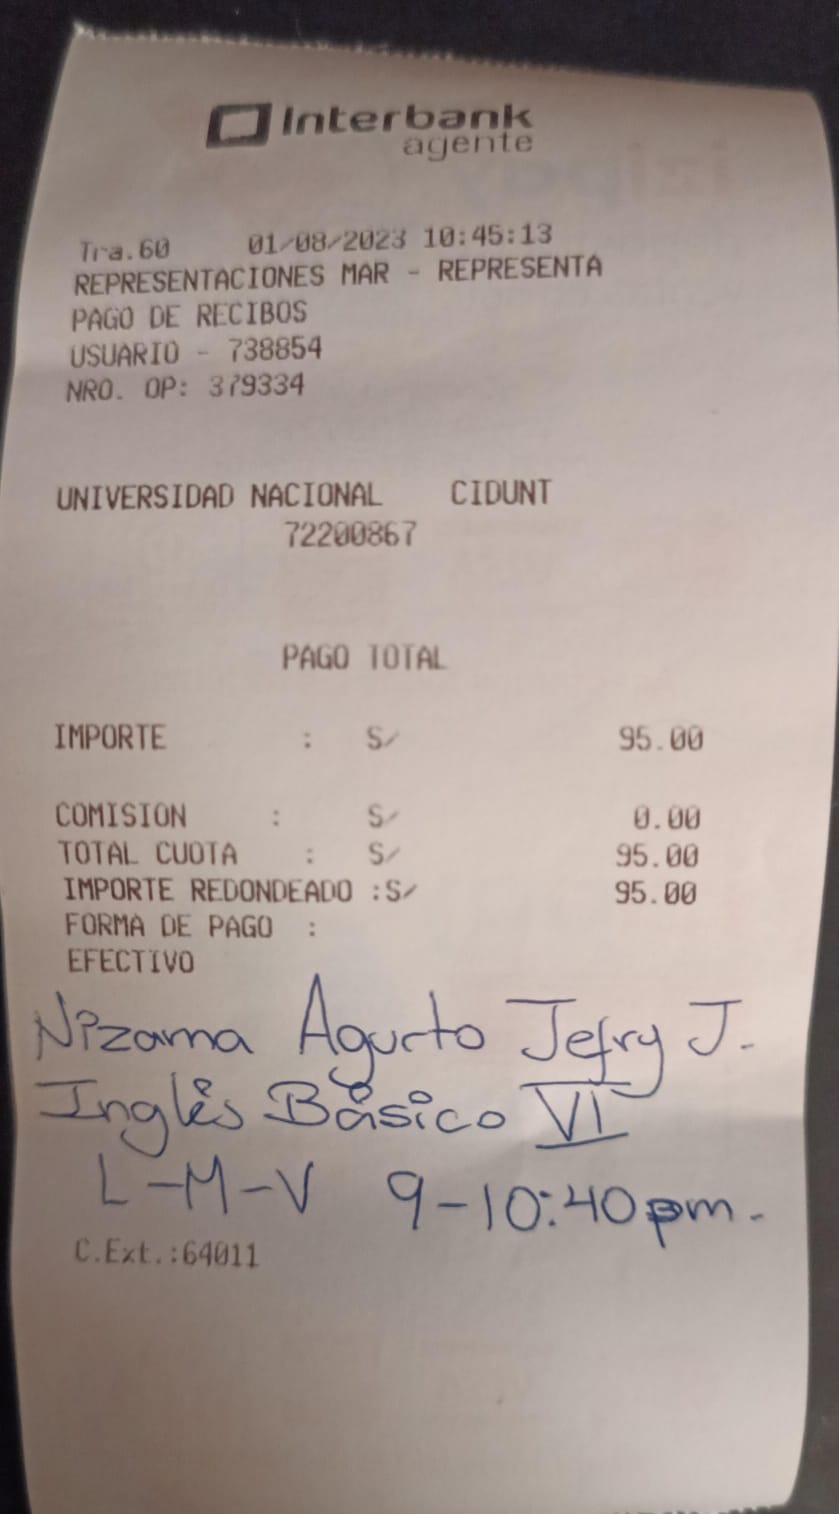 Interbank
agente
Tra.60 01/08/2023 10:45:13
REPRESENTACIONES MAR - REPRESENTA
PAGO DE RECIBOS
USUARIO - 738854
NRO. OP: 379334
UNIVERSIDAD NACIONAL CIDUNT
72200867
PAGO TOTAL
IMPORTE : S/ 95.00
COMISION : S/ 0.00
TOTAL CUOTA : S/ 95.00
IMPORTE REDONDEADO :S/ 95.00
FORMA DE PAGO :
EFECTIVO
Nizama Agurto Jefry J.
Inglés Básico VI
L-M-V 9-10:40pm.
C.Ext.:64011